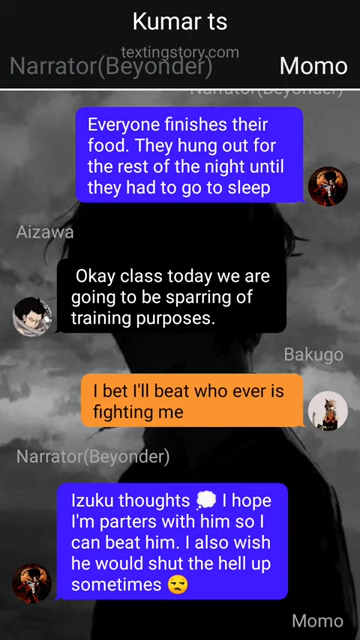 Kumar ts
textingstory.com
Narrator(Beyonder)
Momo
Narrator(Beyonder)
Everyone finishes their
food. They hung out for
the rest of the night until
they had to go to sleep
Aizawa
Okay class today we are
going to be sparring of
training purposes.
Bakugo
I bet I'll beat who ever is
fighting me
Narrator(Beyonder)
Izuku thoughts 💭 I hope
I'm parters with him so I
can beat him. I also wish
he would shut the hell up
sometimes 😒
Momo